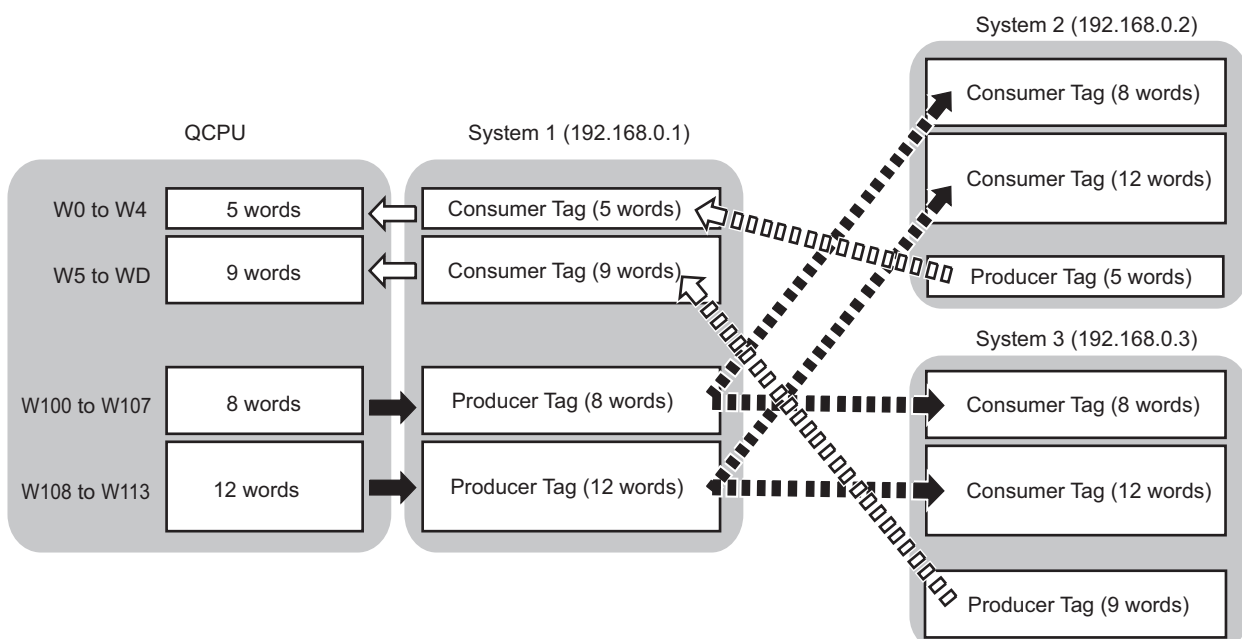 System 2 (192.168.0.2)
Consumer Tag (8 words)
Consumer Tag (12 words)
Producer Tag (5 words)
QCPU
System 1 (192.168.0.1)
W0 to W4
5 words
Consumer Tag (5 words)
W5 to WD
9 words
Consumer Tag (9 words)
W100 to W107
8 words
Producer Tag (8 words)
W108 to W113
12 words
Producer Tag (12 words)
System 3 (192.168.0.3)
Consumer Tag (8 words)
Consumer Tag (12 words)
Producer Tag (9 words)